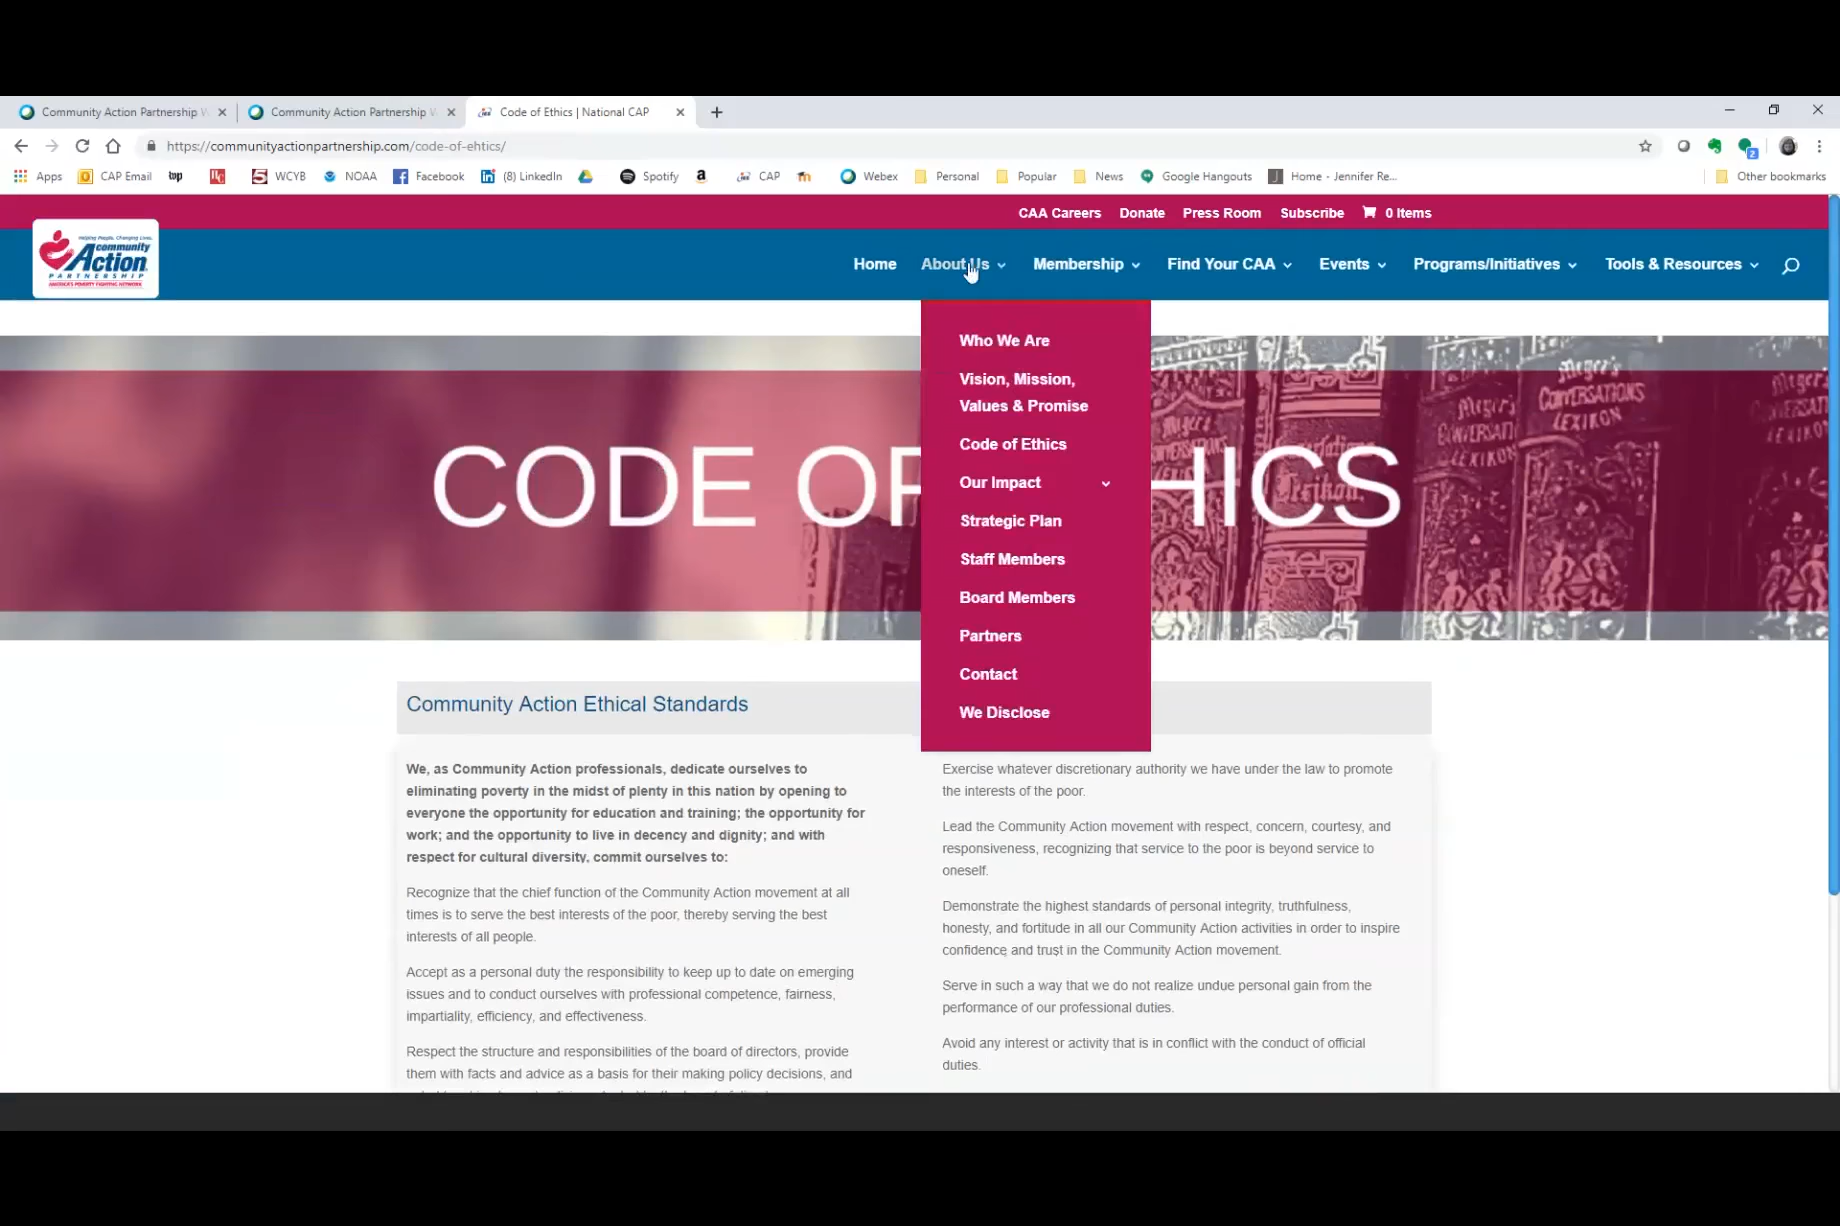 Community Action Partnership W
Community Action Partnership W
Code of Ethics | National CAP
https://communityactionpartnership.com/code-of-ehtics/
Apps
CAP Email
WCYB
NOAA
Facebook
(8) LinkedIn
Spotify
CAP
Webex
Personal
Popular
News
Google Hangouts
Home - Jennifer Re...
Other bookmarks
CAA Careers
Donate
Press Room
Subscribe
0 Items
Helping People. Changing Lives.
community
Action
PARTNERSHIP
AMERICA'S POVERTY FIGHTING NETWORK
Home
About Us
Membership
Find Your CAA
Events
Programs/Initiatives
Tools & Resources
Who We Are
Vision, Mission,
Values & Promise
Code of Ethics
Our Impact
Strategic Plan
Staff Members
Board Members
Partners
Contact
We Disclose
CODE OF HICS
Meyer's
CONVERSATIONS
LEXIKON
Community Action Ethical Standards
We, as Community Action professionals, dedicate ourselves to
eliminating poverty in the midst of plenty in this nation by opening to
everyone the opportunity for education and training; the opportunity for
work; and the opportunity to live in decency and dignity; and with
respect for cultural diversity, commit ourselves to:
Recognize that the chief function of the Community Action movement at all
times is to serve the best interests of the poor, thereby serving the best
interests of all people.
Accept as a personal duty the responsibility to keep up to date on emerging
issues and to conduct ourselves with professional competence, fairness,
impartiality, efficiency, and effectiveness.
Respect the structure and responsibilities of the board of directors, provide
them with facts and advice as a basis for their making policy decisions, and
Exercise whatever discretionary authority we have under the law to promote
the interests of the poor.
Lead the Community Action movement with respect, concern, courtesy, and
responsiveness, recognizing that service to the poor is beyond service to
oneself.
Demonstrate the highest standards of personal integrity, truthfulness,
honesty, and fortitude in all our Community Action activities in order to inspire
confidence and trust in the Community Action movement.
Serve in such a way that we do not realize undue personal gain from the
performance of our professional duties.
Avoid any interest or activity that is in conflict with the conduct of official
duties.